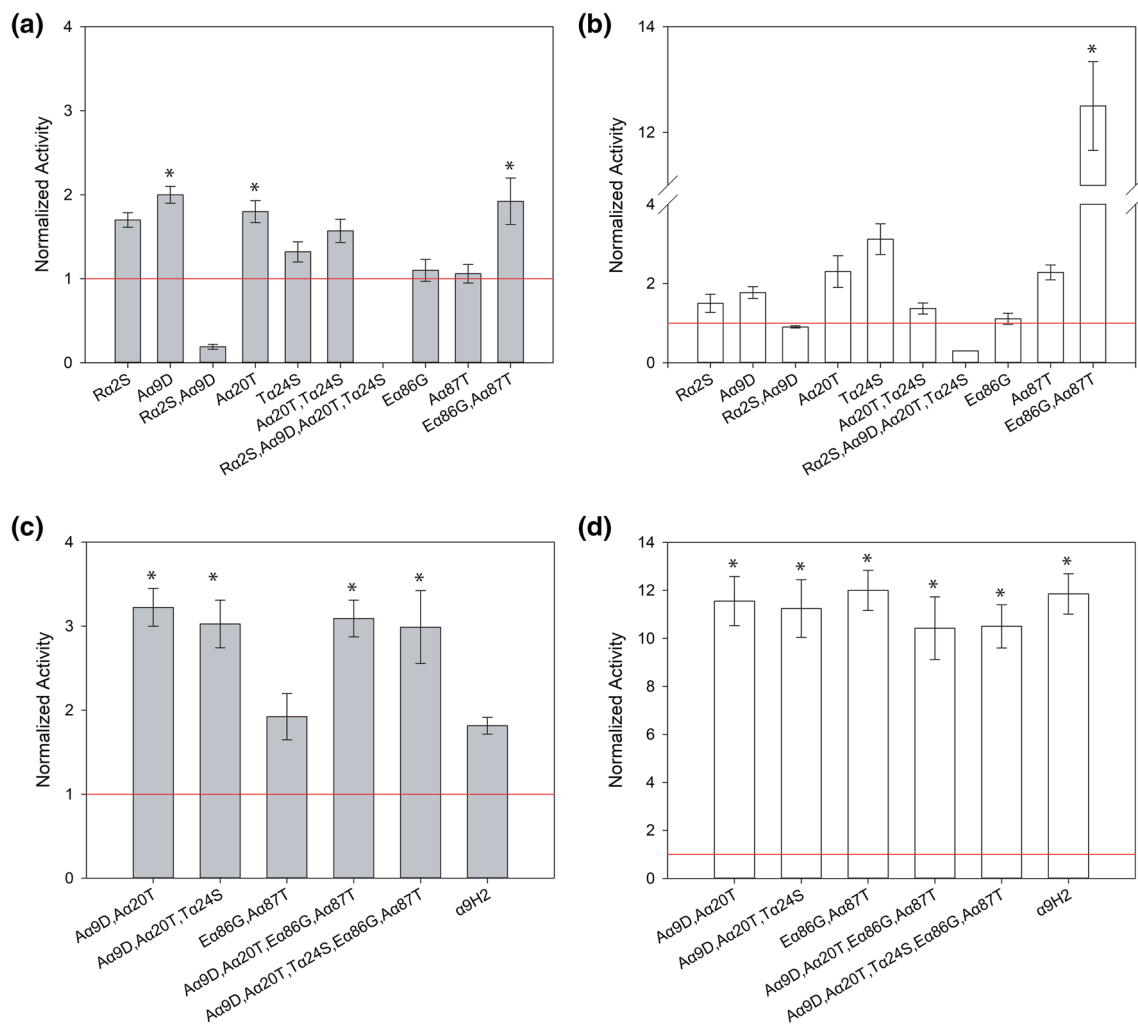 (a)
Normalized Activity
4
3
2
1
0
*
*
*
Rα2S
Aα9D
Rα2S,Aα9D
Aα20T
Tα24S
Aα20T,Tα24S
Rα2S,Aα9D,Aα20T,Tα24S
Eα86G
Aα87T
Eα86G,Aα87T
(b)
Normalized Activity
14
12
4
2
0
*
Rα2S
Aα9D
Rα2S,Aα9D
Aα20T
Tα24S
Aα20T,Tα24S
Rα2S,Aα9D,Aα20T,Tα24S
Eα86G
Aα87T
Eα86G,Aα87T
(c)
Normalized Activity
4
3
2
1
0
*
*
*
*
Aα9D,Aα20T
Aα9D,Aα20T,Tα24S
Eα86G,Aα87T
Aα9D,Aα20T,Eα86G,Aα87T
Aα9D,Aα20T,Tα24S,Eα86G,Aα87T
α9H2
(d)
Normalized Activity
14
12
10
8
6
4
2
0
*
*
*
*
*
*
Aα9D,Aα20T
Aα9D,Aα20T,Tα24S
Eα86G,Aα87T
Aα9D,Aα20T,Eα86G,Aα87T
Aα9D,Aα20T,Tα24S,Eα86G,Aα87T
α9H2